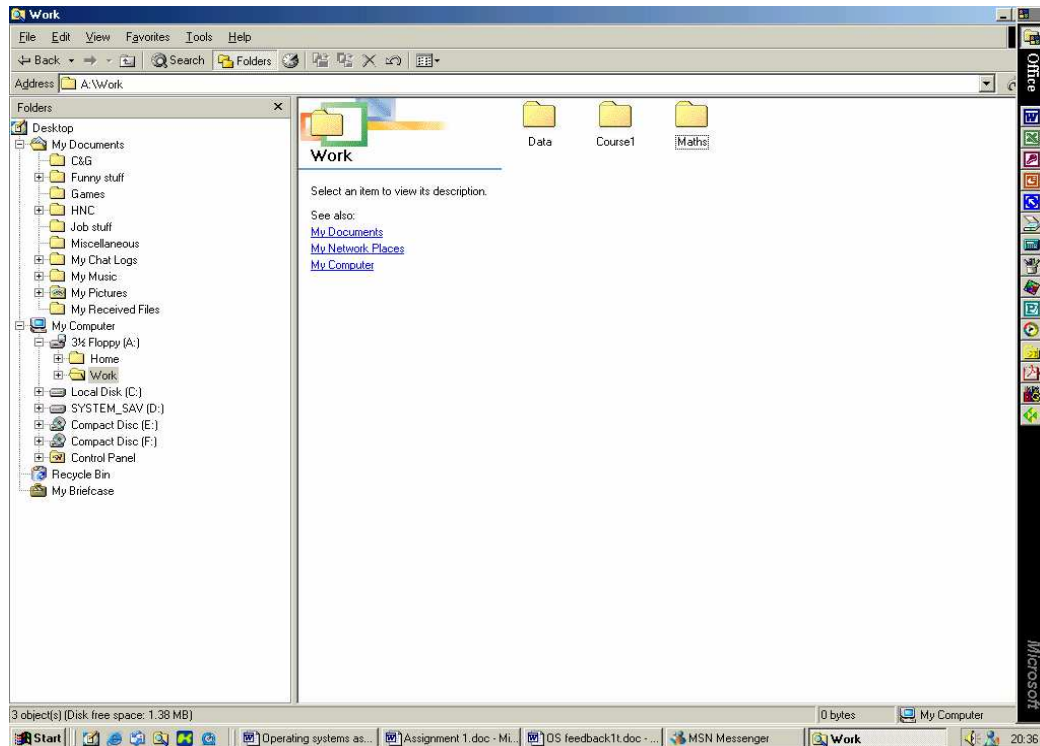 Work
File Edit View Favorites Tools Help
Back Search Folders
Address A:\Work
Folders
Desktop
My Documents
C&G
Funny stuff
Games
HNC
Job stuff
Miscellaneous
My Chat Logs
My Music
My Pictures
My Received Files
My Computer
3½ Floppy (A:)
Home
Work
Local Disk (C:)
SYSTEM_SAV (D:)
Compact Disc (E:)
Compact Disc (F:)
Control Panel
Recycle Bin
My Briefcase
Work
Select an item to view its description.
See also:
My Documents
My Network Places
My Computer
Data Course1 Maths
Office
Microsoft
3 object(s) (Disk free space: 1.38 MB) 0 bytes My Computer
Start Operating systems as... Assignment 1.doc - Mi... OS feedback1t.doc - ... MSN Messenger Work 20:36